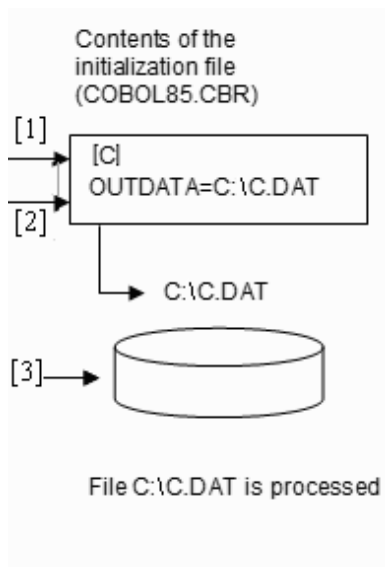 Contents of the
initialization file
(COBOL85.CBR)
[1]
[C]
OUTDATA=C:\C.DAT
[2]
C:\C.DAT
[3]
File C:\C.DAT is processed